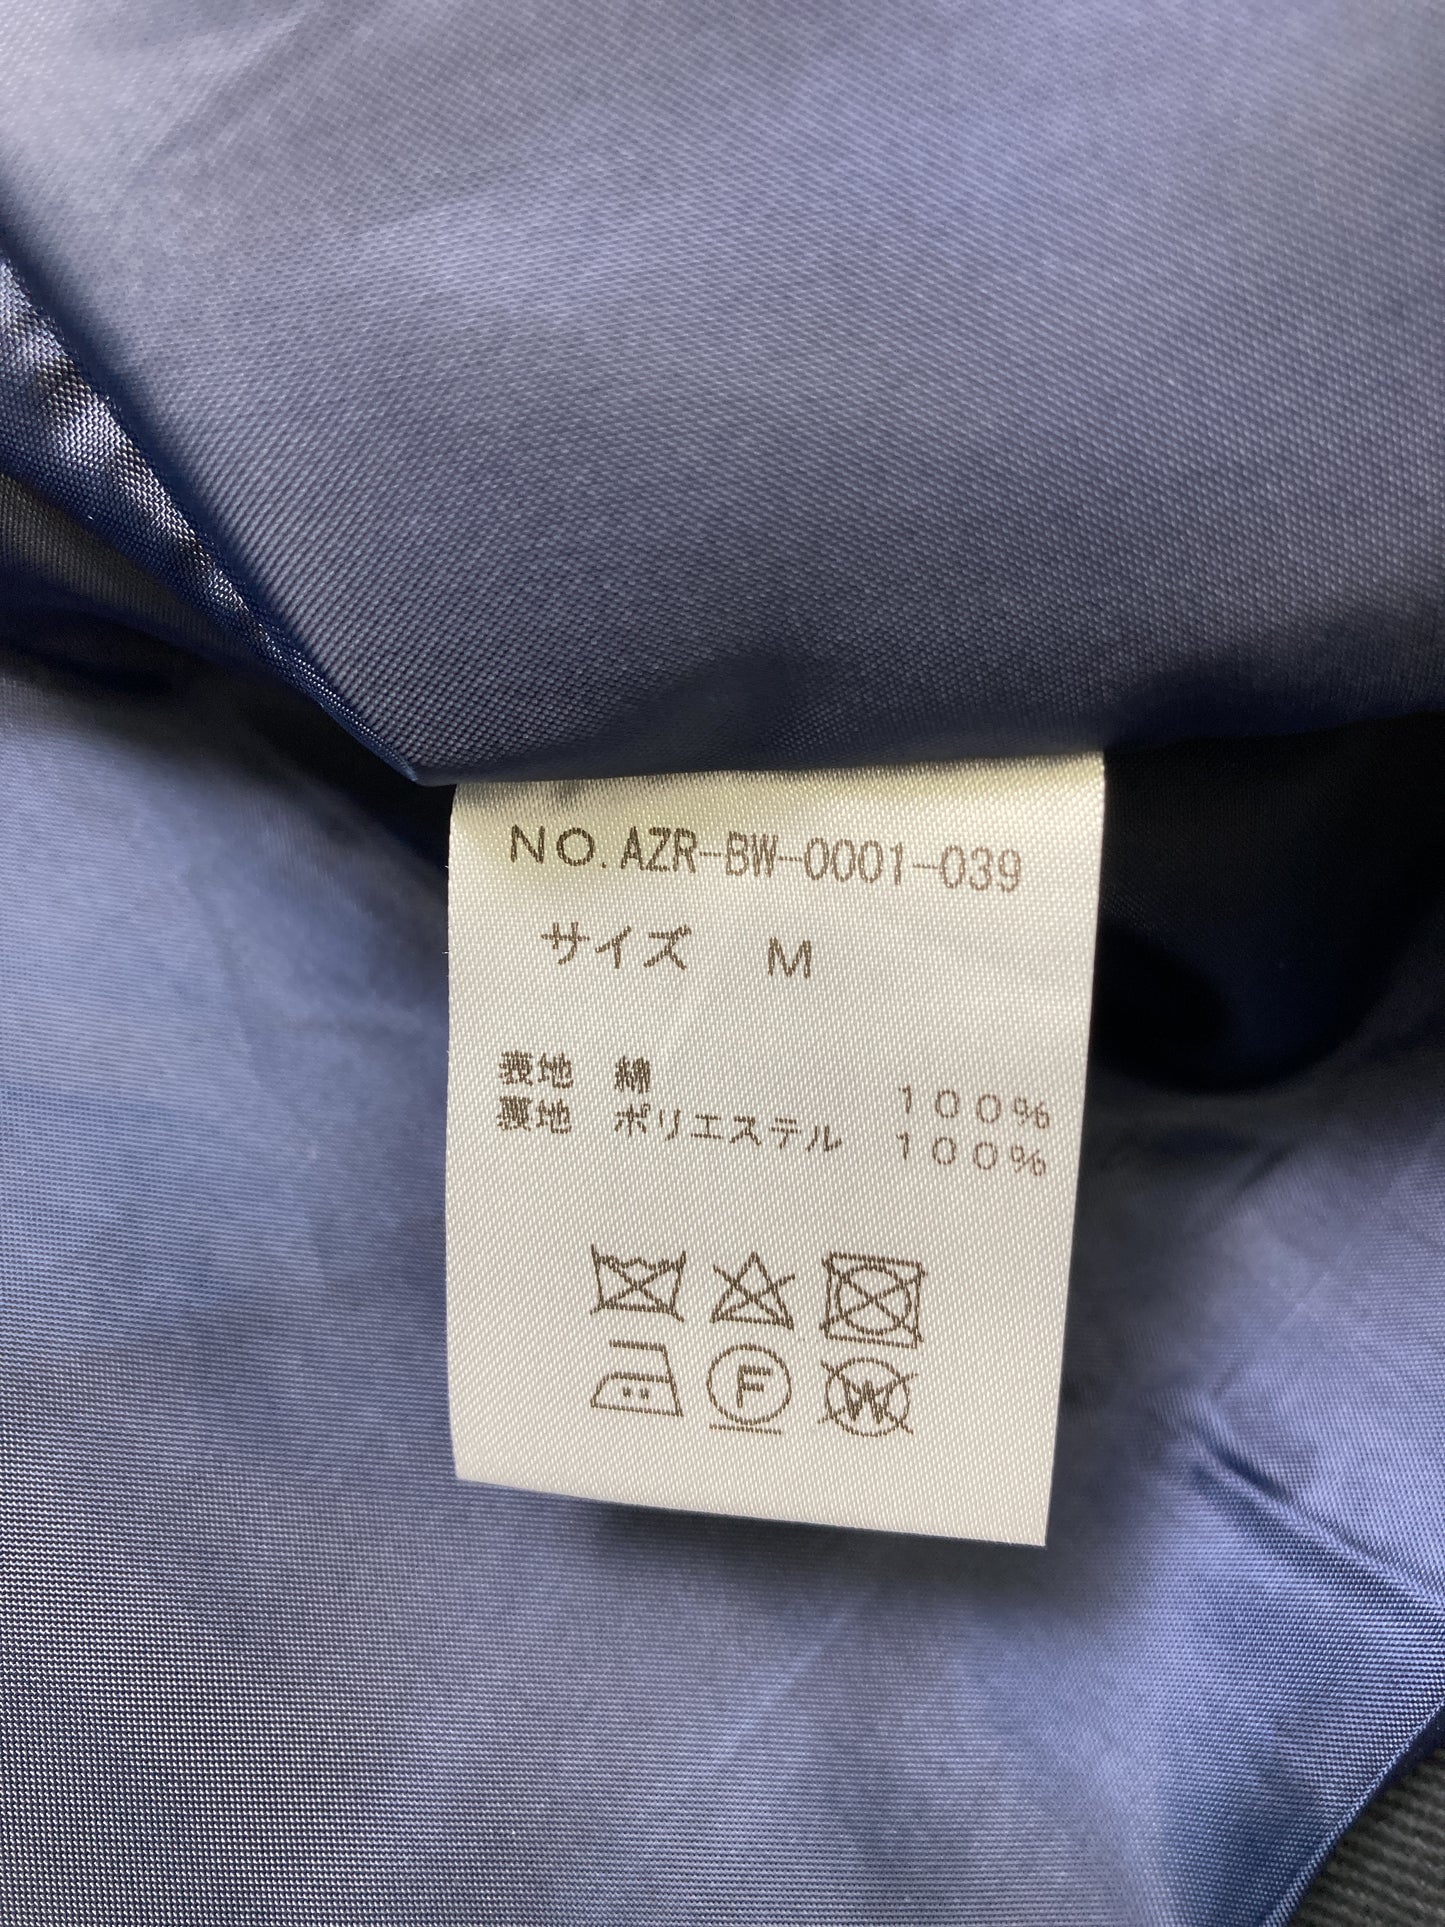 NO. AZR-BW-0001-039
サイズ M
表地 綿 100%
裏地 ポリエステル 100%
F W